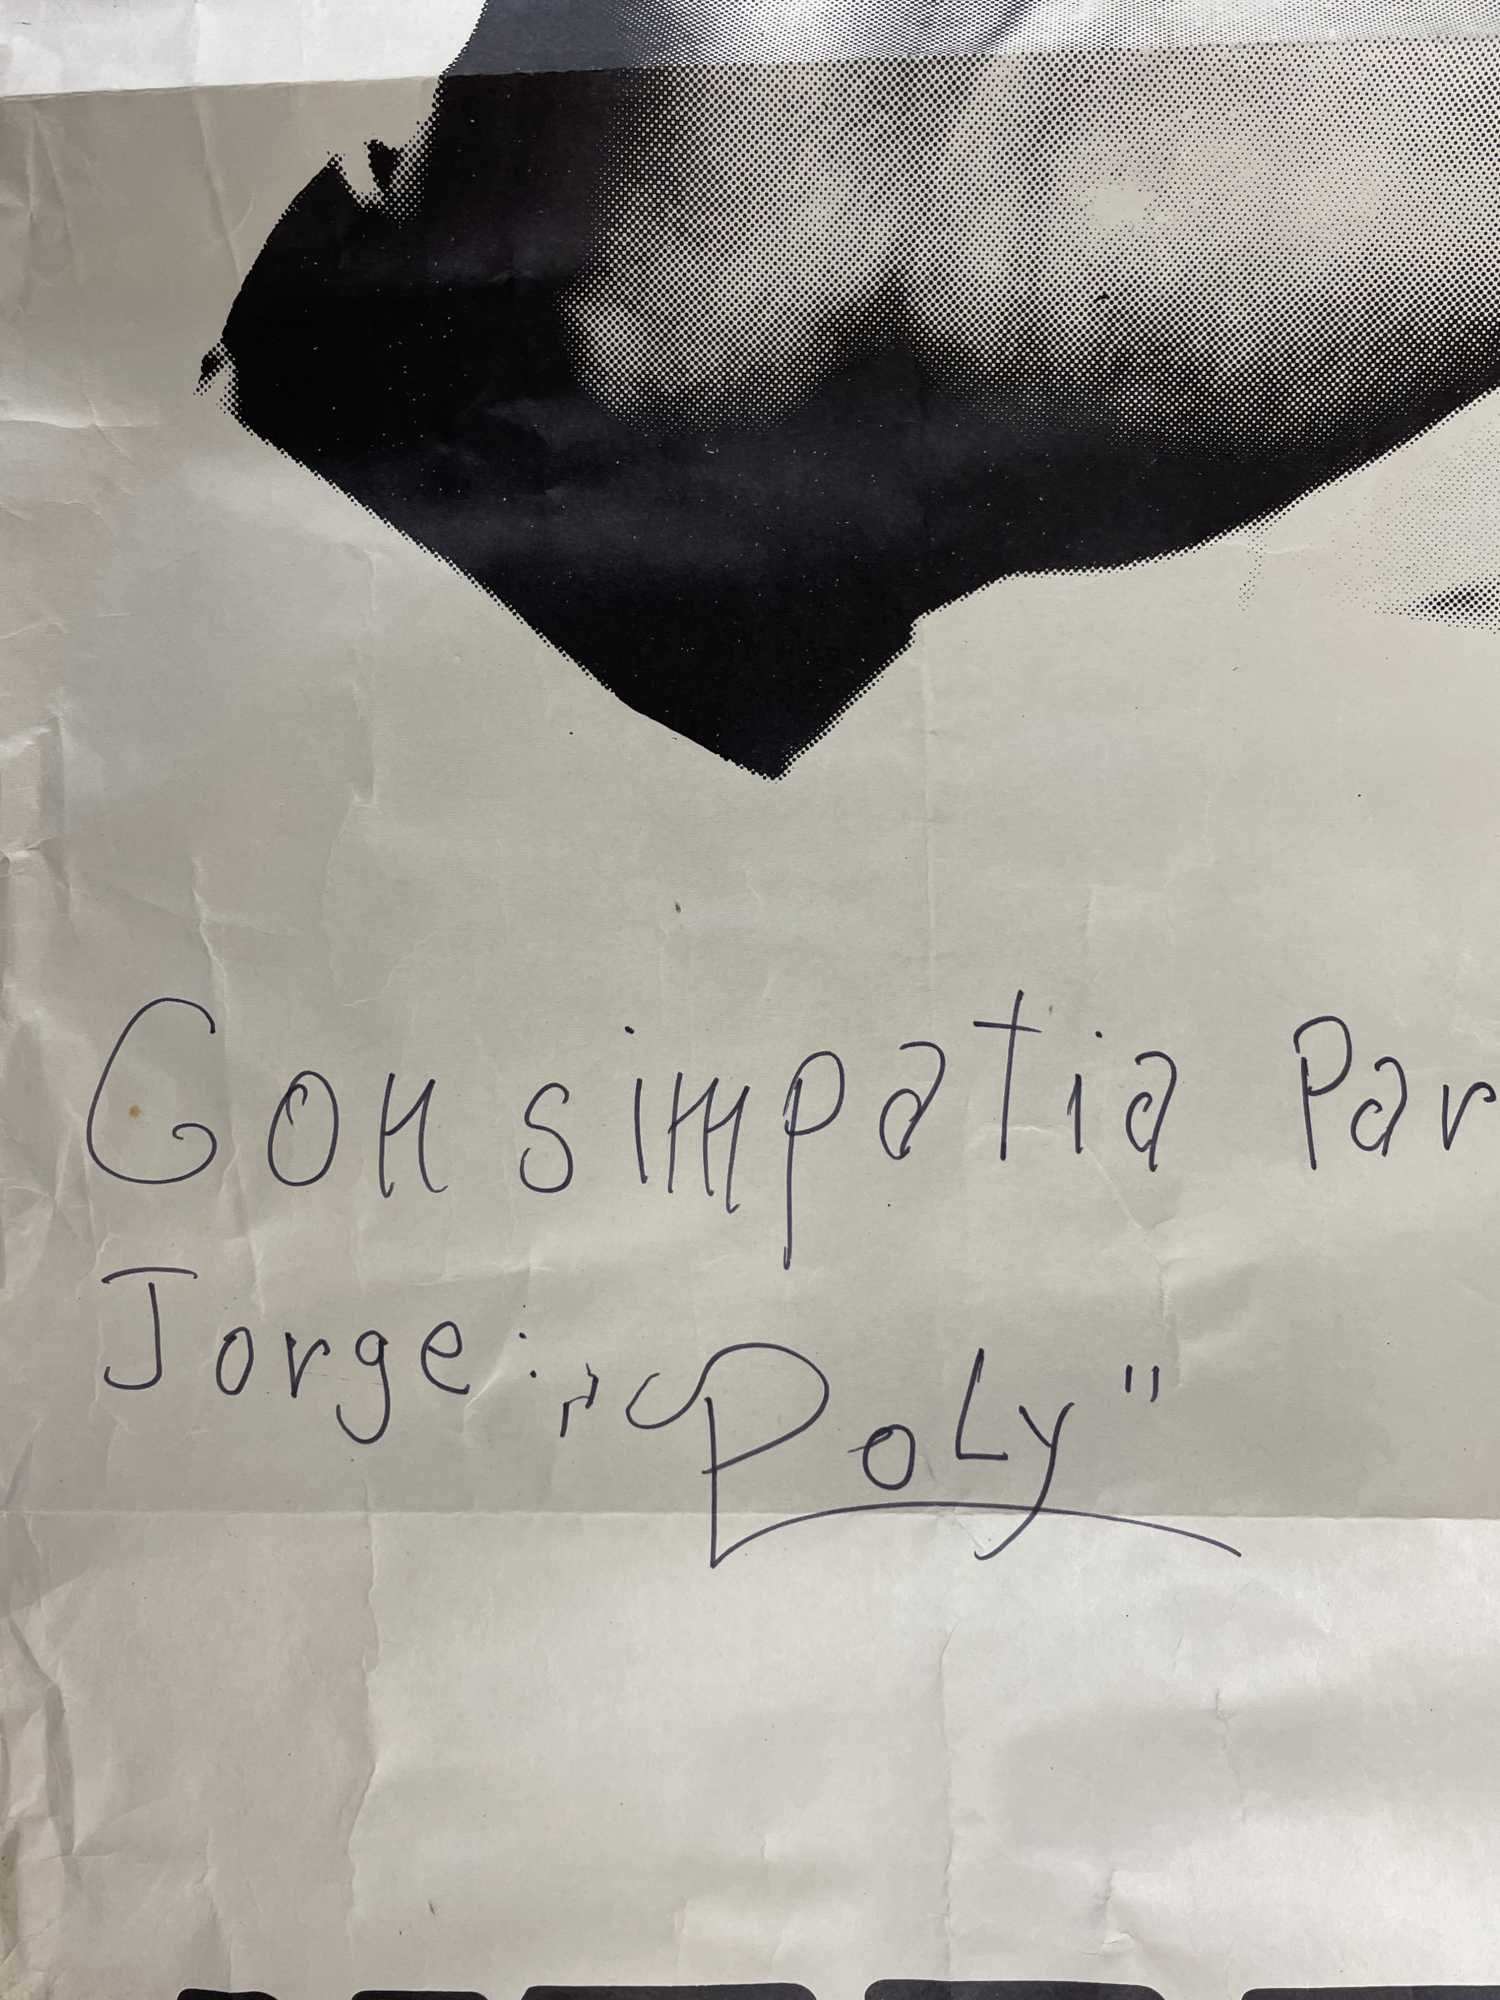 Con simpatia Par
Jorge: "Poly"